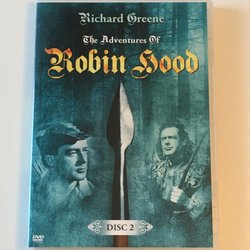 Richard Greene
The Adventures Of
Robin Hood
DISC 2
DVD